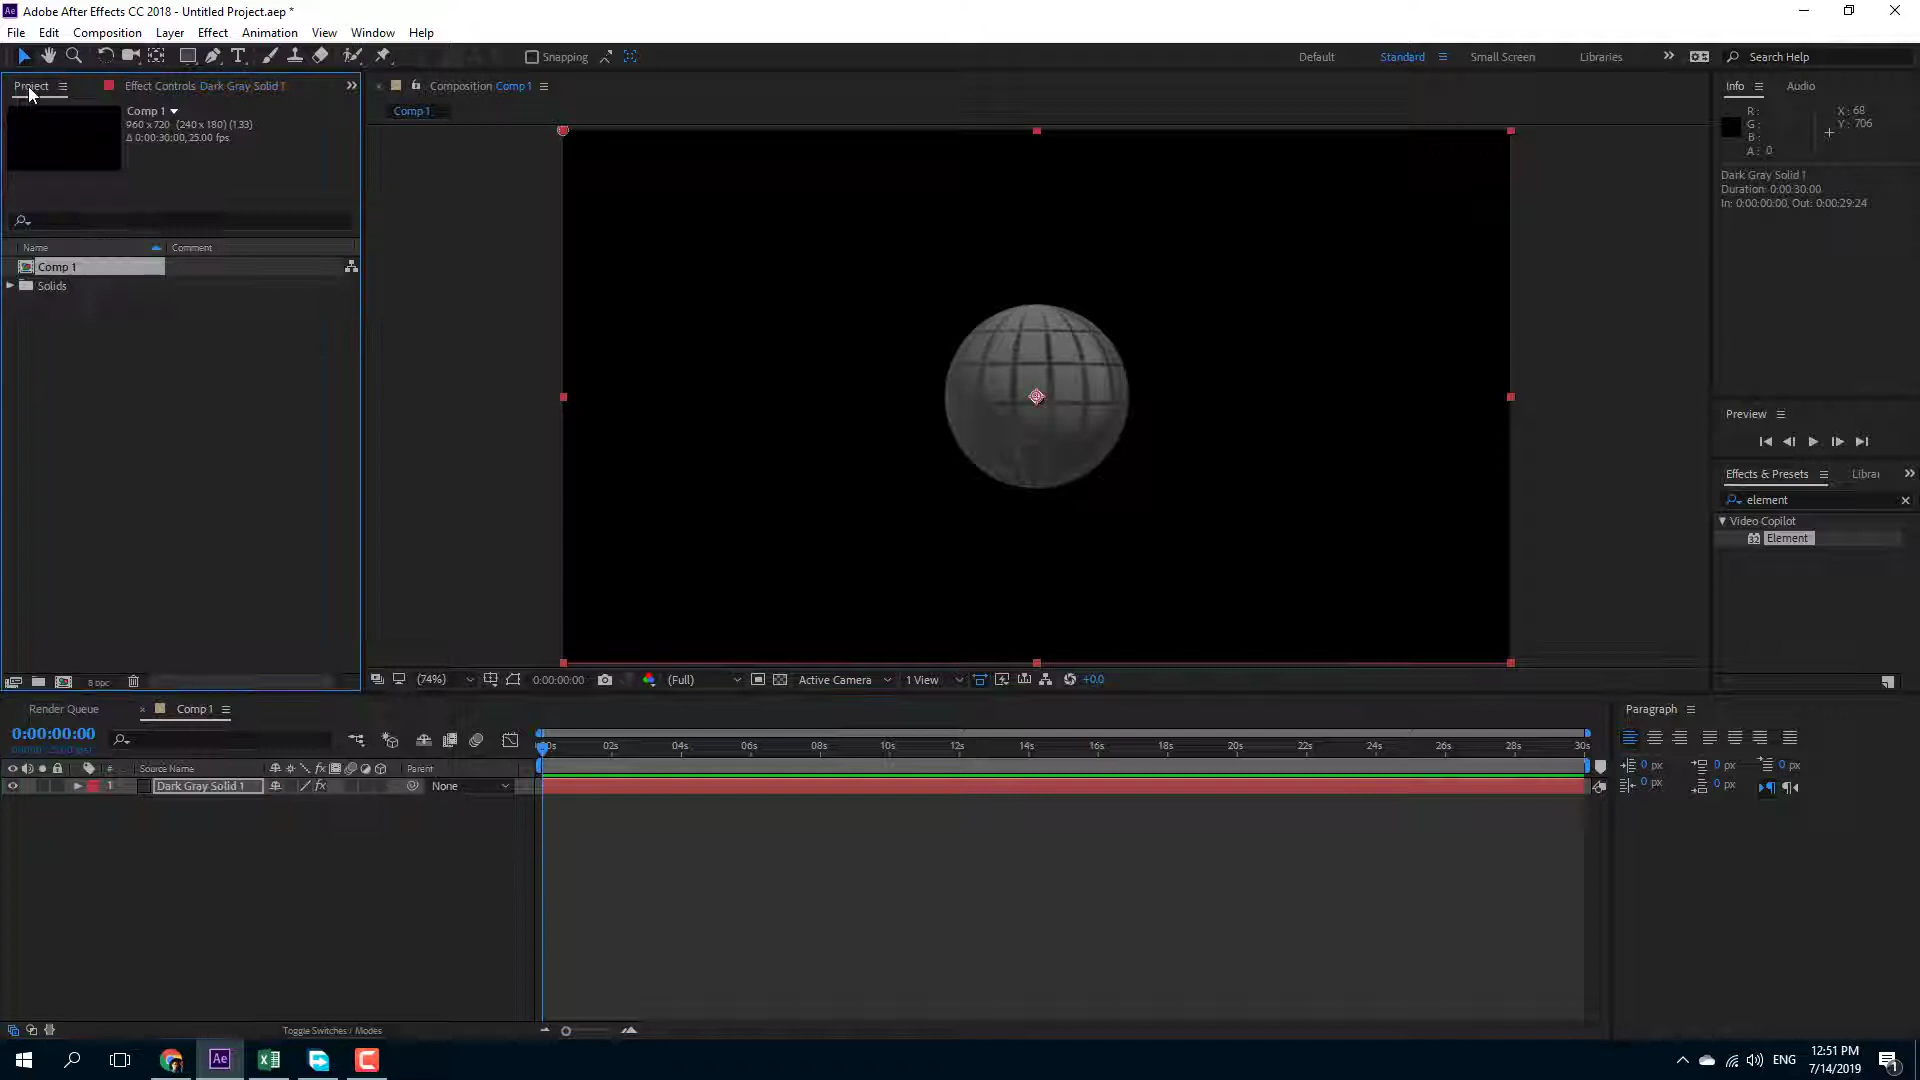 Ae Adobe After Effects CC 2018 - Untitled Project.aep *
File Edit Composition Layer Effect Animation View Window Help
Snapping Default Standard Small Screen Libraries Search Help
Project Effect Controls Dark Gray Solid 1 Composition Comp 1 Info Audio
Comp 1
960 x 720 (240 x 180) (1.33)
Δ 0:00:30:00, 25.00 fps
Comp 1
R:
G:
B:
A: 0
X: 68
Y: 706
Dark Gray Solid 1
Duration: 0:00:30:00
In: 0:00:00:00, Out: 0:00:29:24
Name Comment
Comp 1
Solids
Preview
Effects & Presets Librar
element
Video Copilot
32 Element
8 bpc (74%) 0:00:00:00 (Full) Active Camera 1 View +0.0
Render Queue Comp 1 Paragraph
0:00:00:00
02s 04s 06s 08s 10s 12s 14s 16s 18s 20s 22s 24s 26s 28s 30s
# Source Name fx Parent
1 Dark Gray Solid 1 fx None
0 px 0 px 0 px
0 px 0 px
Toggle Switches / Modes
Ae ENG 12:51 PM
7/14/2019
1